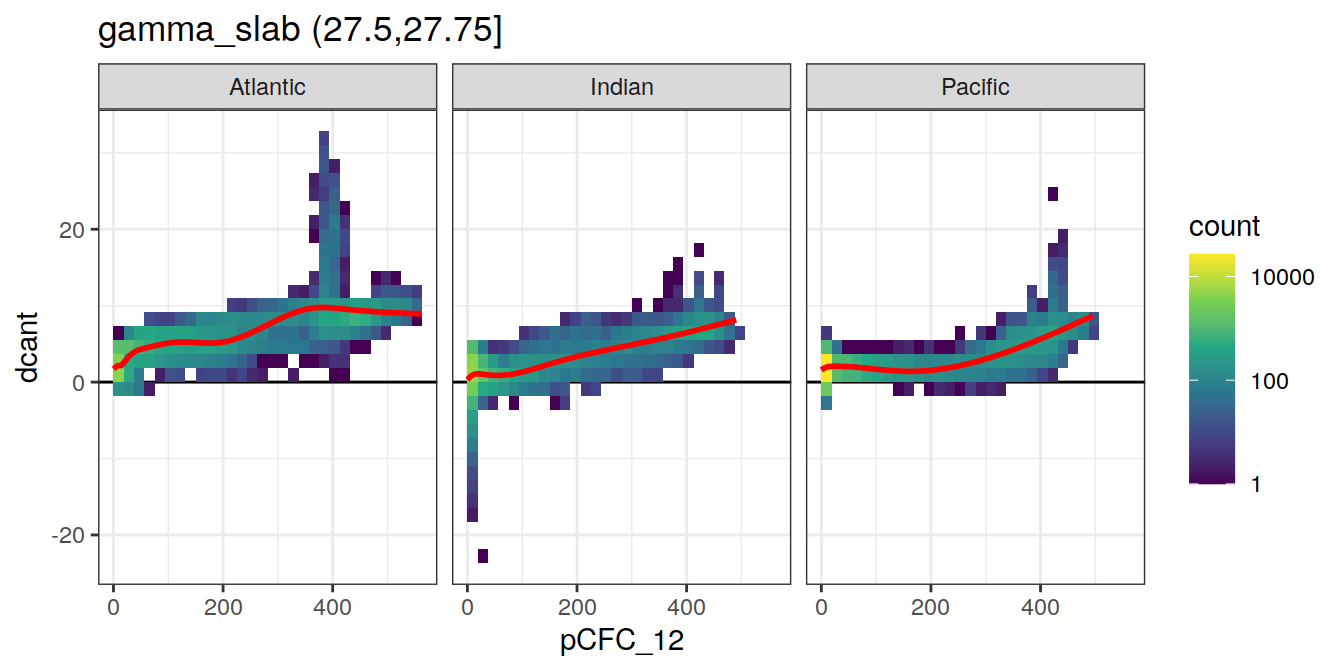 gamma_slab (27.5,27.75]
Atlantic
Indian
Pacific
dcant
20
0
-20
0 200 400
0 200 400
0 200 400
pCFC_12
count
10000
100
1